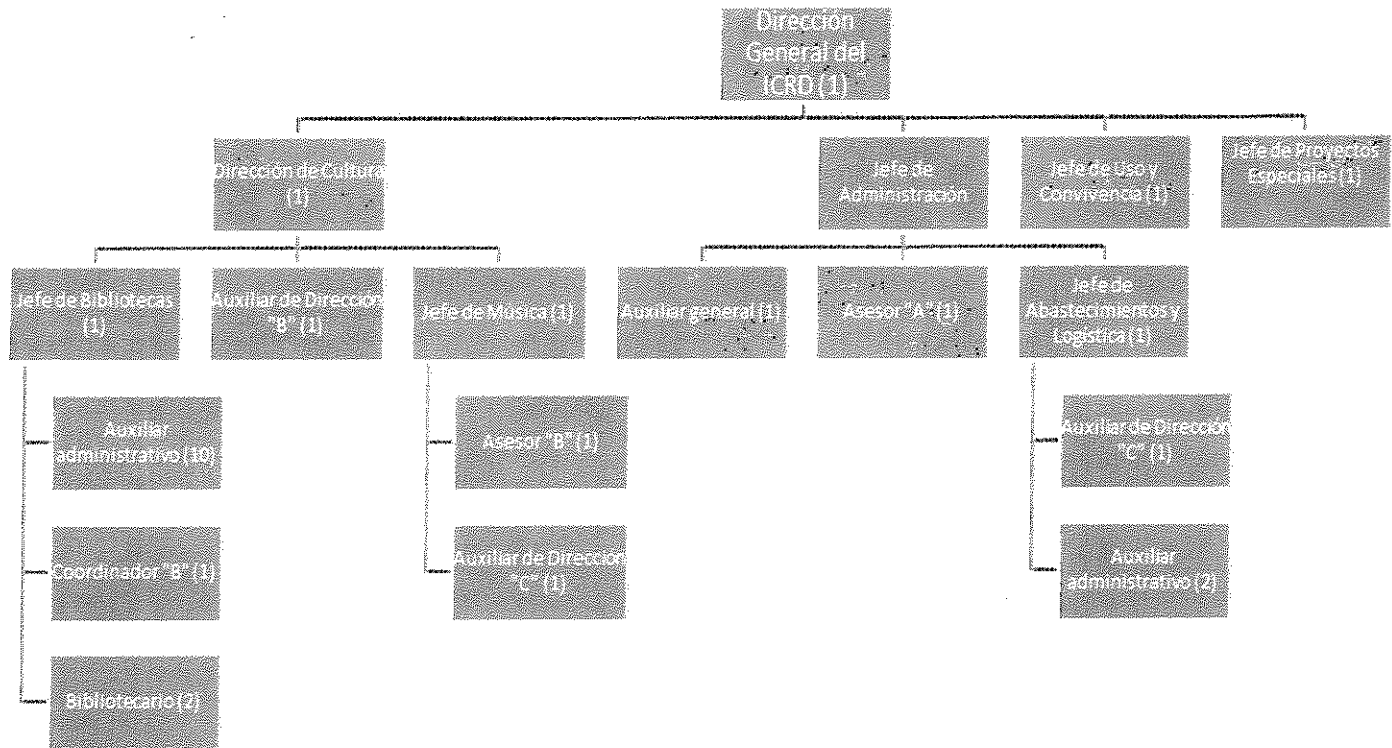 Dirección
General del
ICRD (1)
Dirección de Cultura
(1)
Jefe de
Administración
Jefe de Uso y
Convivencia (1)
Jefe de Proyectos
Especiales (1)
Jefe de Bibliotecas
(1)
Auxiliar de Dirección
"B" (1)
Jefe de Música (1)
Auxiliar general (1)
Asesor "A" (1)
Jefe de
Abastecimientos y
Logística (1)
Auxiliar
administrativo (10)
Asesor "B" (1)
Auxiliar de Dirección
"C" (1)
Coordinador "B" (1)
Auxiliar de Dirección
"C" (1)
Auxiliar
administrativo (2)
Bibliotecario (2)